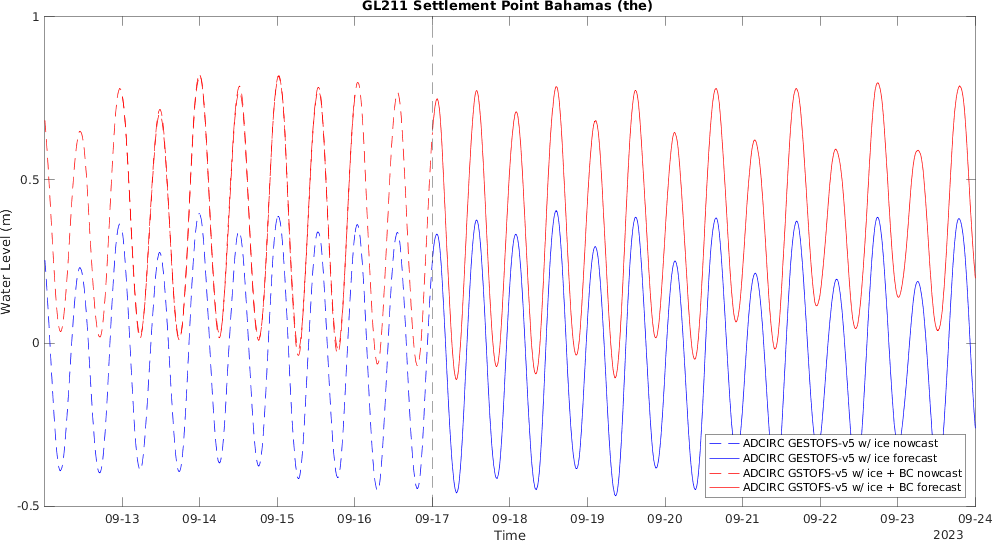 GL211 Settlement Point Bahamas (the)
1
0.5
0
-0.5
Water Level (m)
ADCIRC GESTOFS-v5 w/ ice nowcast
ADCIRC GESTOFS-v5 w/ ice forecast
ADCIRC GSTOFS-v5 w/ ice + BC nowcast
ADCIRC GSTOFS-v5 w/ ice + BC forecast
09-13 09-14 09-15 09-16 09-17 09-18 09-19 09-20 09-21 09-22 09-23 09-24
Time
2023